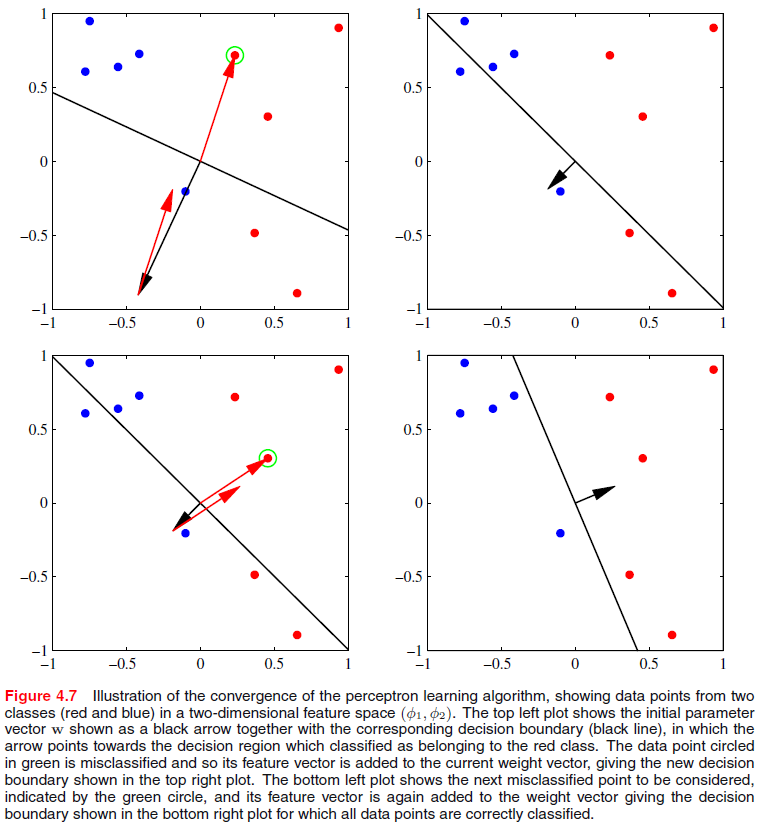 1
0.5
0
−0.5
−1
−1 −0.5 0 0.5 1
1
0.5
0
−0.5
−1
−1 −0.5 0 0.5 1
1
0.5
0
−0.5
−1
−1 −0.5 0 0.5 1
1
0.5
0
−0.5
−1
−1 −0.5 0 0.5 1
Figure 4.7 Illustration of the convergence of the perceptron learning algorithm, showing data points from two
classes (red and blue) in a two-dimensional feature space (ϕ₁, ϕ₂). The top left plot shows the initial parameter
vector w shown as a black arrow together with the corresponding decision boundary (black line), in which the
arrow points towards the decision region which classified as belonging to the red class. The data point circled
in green is misclassified and so its feature vector is added to the current weight vector, giving the new decision
boundary shown in the top right plot. The bottom left plot shows the next misclassified point to be considered,
indicated by the green circle, and its feature vector is again added to the weight vector giving the decision
boundary shown in the bottom right plot for which all data points are correctly classified.